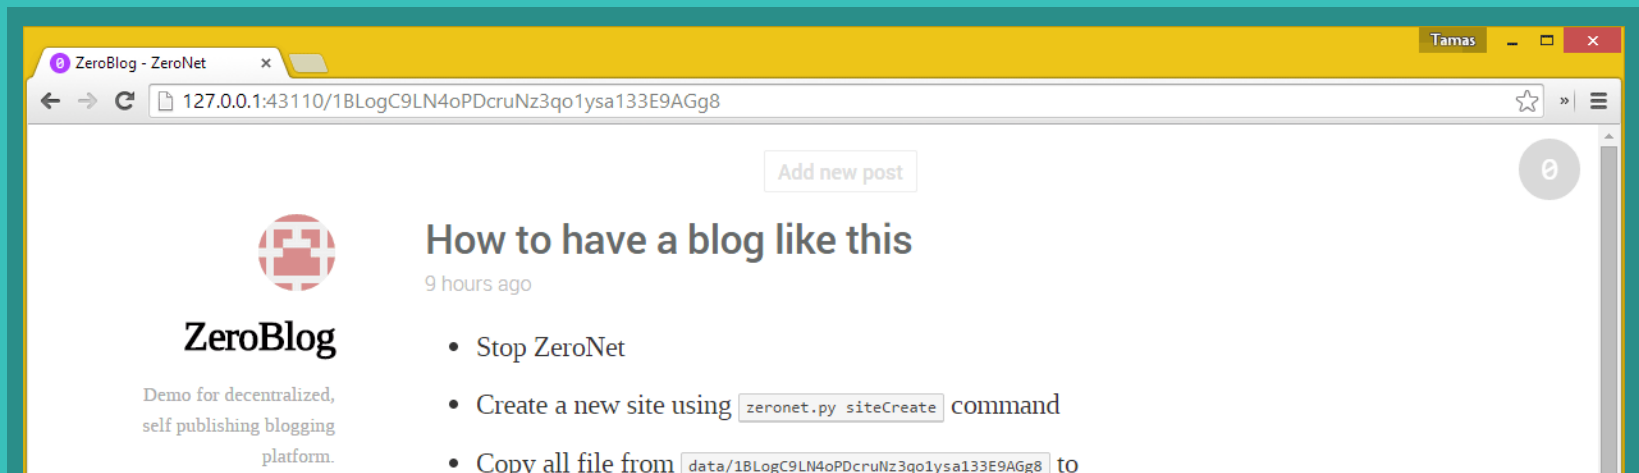 Tamas
ZeroBlog - ZeroNet
127.0.0.1:43110/1BLogC9LN4oPDcruNz3qo1ysa133E9AGg8
Add new post
0
How to have a blog like this
9 hours ago
ZeroBlog
Demo for decentralized,
self publishing blogging
platform.
• Stop ZeroNet
• Create a new site using zeronet.py siteCreate command
• Copy all file from data/1BLogC9LN4oPDcruNz3qo1ysa133E9AGg8 to